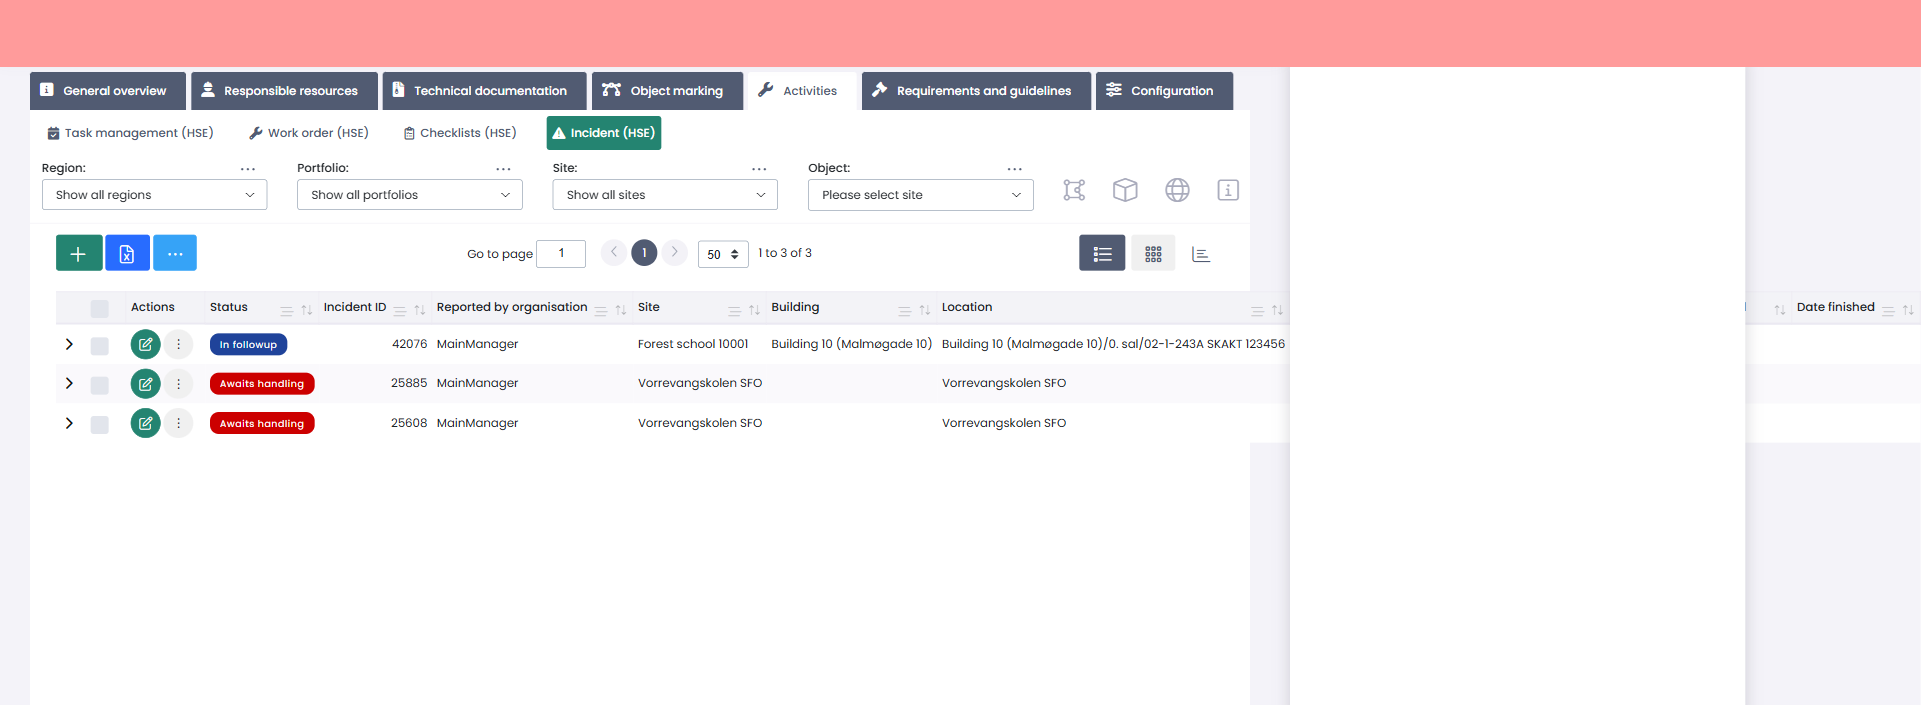 General overview Responsible resources Technical documentation Object marking Activities Requirements and guidelines Configuration
Task management (HSE) Work order (HSE) Checklists (HSE) Incident (HSE)
Region: ... Portfolio: ... Site: ... Object: ...
Show all regions Show all portfolios Show all sites Please select site
Go to page 1 1 50 1 to 3 of 3
Actions Status Incident ID Reported by organisation Site Building Location Date finished
In followup 42076 MainManager Forest school 10001 Building 10 (Malmøgade 10) Building 10 (Malmøgade 10)/0. sal/02-1-243A SKAKT 123456
Awaits handling 25885 MainManager Vorrevangskolen SFO Vorrevangskolen SFO
Awaits handling 25608 MainManager Vorrevangskolen SFO Vorrevangskolen SFO